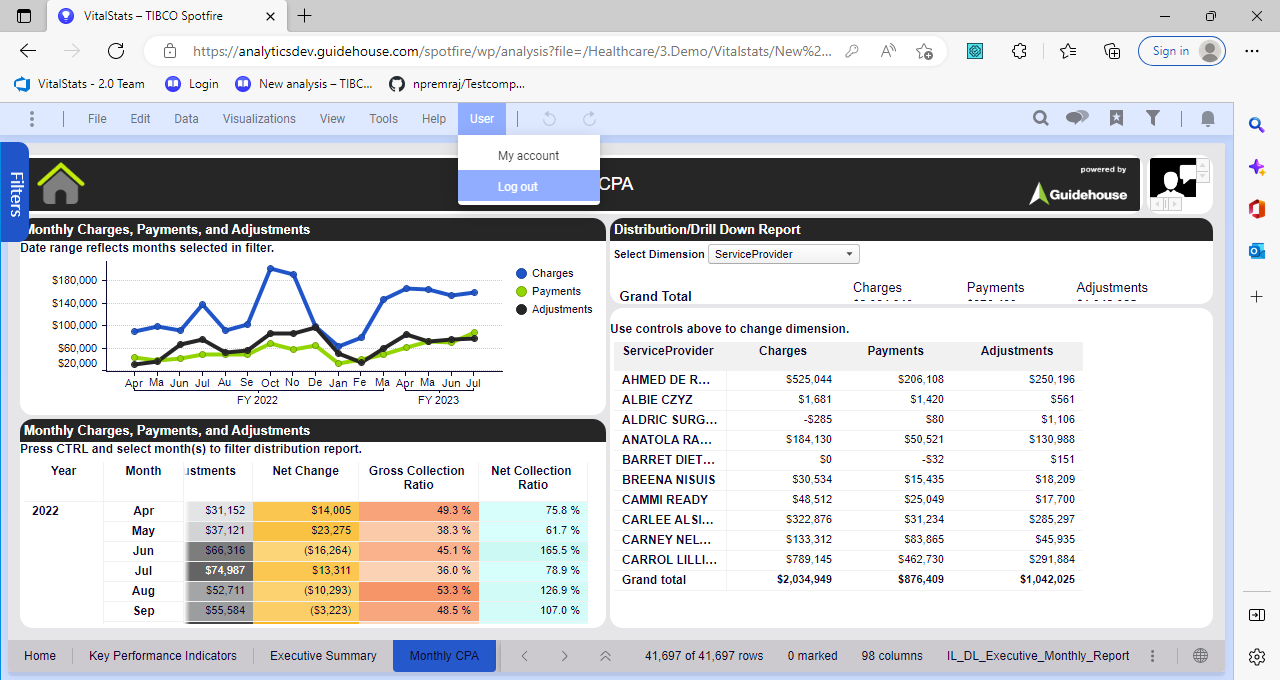 VitalStats – TIBCO Spotfire
https://analyticsdev.guidehouse.com/spotfire/wp/analysis?file=/Healthcare/3.Demo/Vitalstats/New%2...
Sign in
VitalStats - 2.0 Team
Login
New analysis – TIBC...
npremraj/Testcomp...
File Edit Data Visualizations View Tools Help User
My account
Log out
Filters
CPA
powered by
Guidehouse
Monthly Charges, Payments, and Adjustments
Date range reflects months selected in filter.
$180,000
$140,000
$100,000
$60,000
$20,000
Apr Ma Jun Jul Au Se Oct No De Jan Fe Ma Apr Ma Jun Jul
FY 2022 FY 2023
Charges
Payments
Adjustments
Distribution/Drill Down Report
Select Dimension ServiceProvider
Charges Payments Adjustments
Grand Total
Use controls above to change dimension.
ServiceProvider Charges Payments Adjustments
AHMED DE R... $525,044 $206,108 $250,196
ALBIE CZYZ $1,681 $1,420 $561
ALDRIC SURG... -$285 $80 $1,106
ANATOLA RA... $184,130 $50,521 $130,988
BARRET DIET... $0 -$32 $151
BREENA NISUIS $30,534 $15,435 $18,209
CAMMI READY $48,512 $25,049 $17,700
CARLEE ALSI... $322,876 $31,234 $285,297
CARNEY NEL... $133,312 $83,865 $45,935
CARROL LILLI... $789,145 $462,730 $291,884
Grand total $2,034,949 $876,409 $1,042,025
Monthly Charges, Payments, and Adjustments
Press CTRL and select month(s) to filter distribution report.
Year Month ustments Net Change Gross Collection Ratio Net Collection Ratio
2022 Apr $31,152 $14,005 49.3 % 75.8 %
May $37,121 $23,275 38.3 % 61.7 %
Jun $66,316 ($16,264) 45.1 % 165.5 %
Jul $74,987 $13,311 36.0 % 78.9 %
Aug $52,711 ($10,293) 53.3 % 126.9 %
Sep $55,584 ($3,223) 48.5 % 107.0 %
Home Key Performance Indicators Executive Summary Monthly CPA 41,697 of 41,697 rows 0 marked 98 columns IL_DL_Executive_Monthly_Report